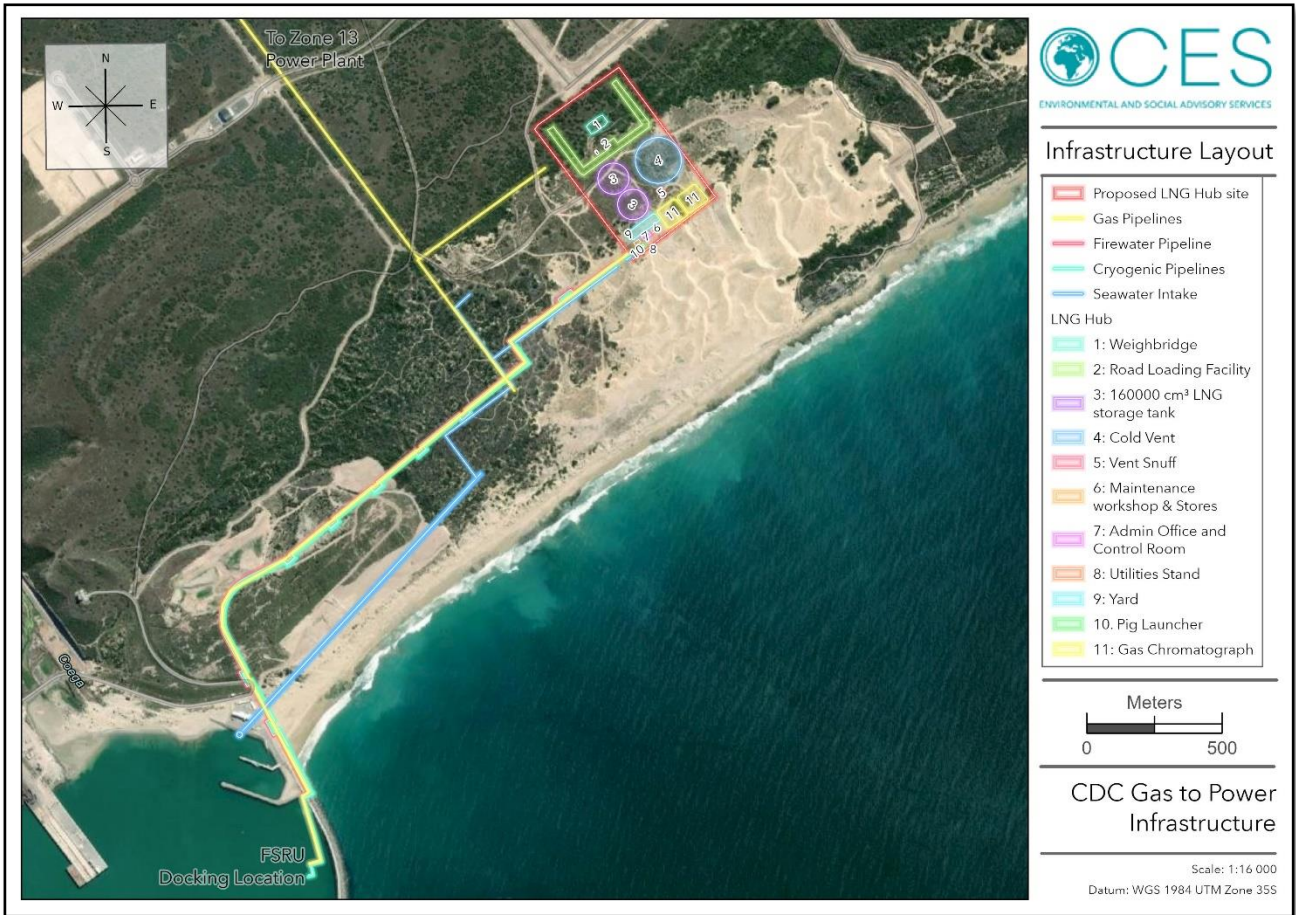 To Zone 13
Power Plant
N
W
E
S
1
2
3
4
3
5
11
11
9
7
6
10
8
Coega
FSRU
Docking Location
CES
ENVIRONMENTAL AND SOCIAL ADVISORY SERVICES
Infrastructure Layout
Proposed LNG Hub site
Gas Pipelines
Firewater Pipeline
Cryogenic Pipelines
Seawater Intake
LNG Hub
1: Weighbridge
2: Road Loading Facility
3: 160000 cm³ LNG
storage tank
4: Cold Vent
5: Vent Snuff
6: Maintenance
workshop & Stores
7: Admin Office and
Control Room
8: Utilities Stand
9: Yard
10. Pig Launcher
11: Gas Chromatograph
Meters
0
500
CDC Gas to Power
Infrastructure
Scale: 1:16 000
Datum: WGS 1984 UTM Zone 35S